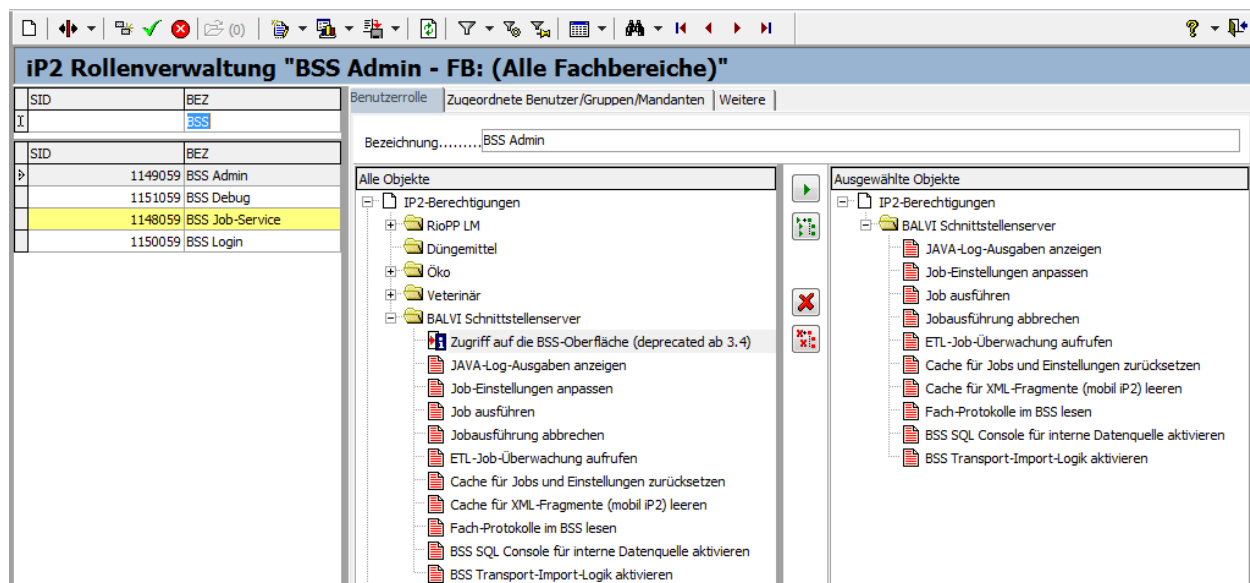 (0)
iP2 Rollenverwaltung "BSS Admin - FB: (Alle Fachbereiche)"
SID BEZ
BSS
SID BEZ
1149059 BSS Admin
1151059 BSS Debug
1148059 BSS Job-Service
1150059 BSS Login
Benutzerrolle Zugeordnete Benutzer/Gruppen/Mandanten Weitere
Bezeichnung......... BSS Admin
Alle Objekte
IP2-Berechtigungen
RioPP LM
Düngemittel
Öko
Veterinär
BALVI Schnittstellenserver
Zugriff auf die BSS-Oberfläche (deprecated ab 3.4)
JAVA-Log-Ausgaben anzeigen
Job-Einstellungen anpassen
Job ausführen
Jobausführung abbrechen
ETL-Job-Überwachung aufrufen
Cache für Jobs und Einstellungen zurücksetzen
Cache für XML-Fragmente (mobil iP2) leeren
Fach-Protokolle im BSS lesen
BSS SQL Console für interne Datenquelle aktivieren
BSS Transport-Import-Logik aktivieren
Ausgewählte Objekte
IP2-Berechtigungen
BALVI Schnittstellenserver
JAVA-Log-Ausgaben anzeigen
Job-Einstellungen anpassen
Job ausführen
Jobausführung abbrechen
ETL-Job-Überwachung aufrufen
Cache für Jobs und Einstellungen zurücksetzen
Cache für XML-Fragmente (mobil iP2) leeren
Fach-Protokolle im BSS lesen
BSS SQL Console für interne Datenquelle aktivieren
BSS Transport-Import-Logik aktivieren